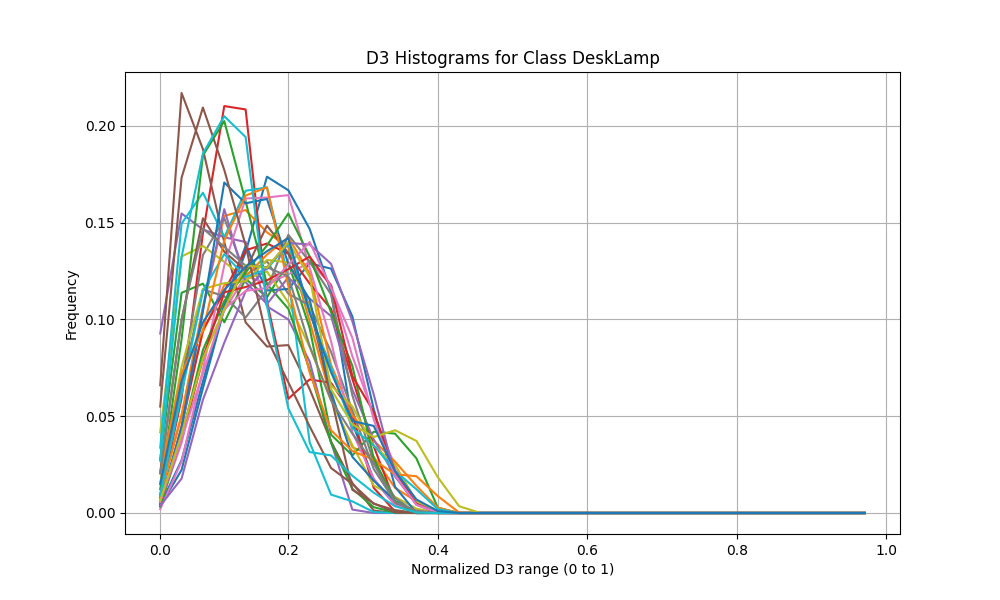 D3 Histograms for Class DeskLamp
Frequency
0.20
0.15
0.10
0.05
0.00
0.0 0.2 0.4 0.6 0.8 1.0
Normalized D3 range (0 to 1)